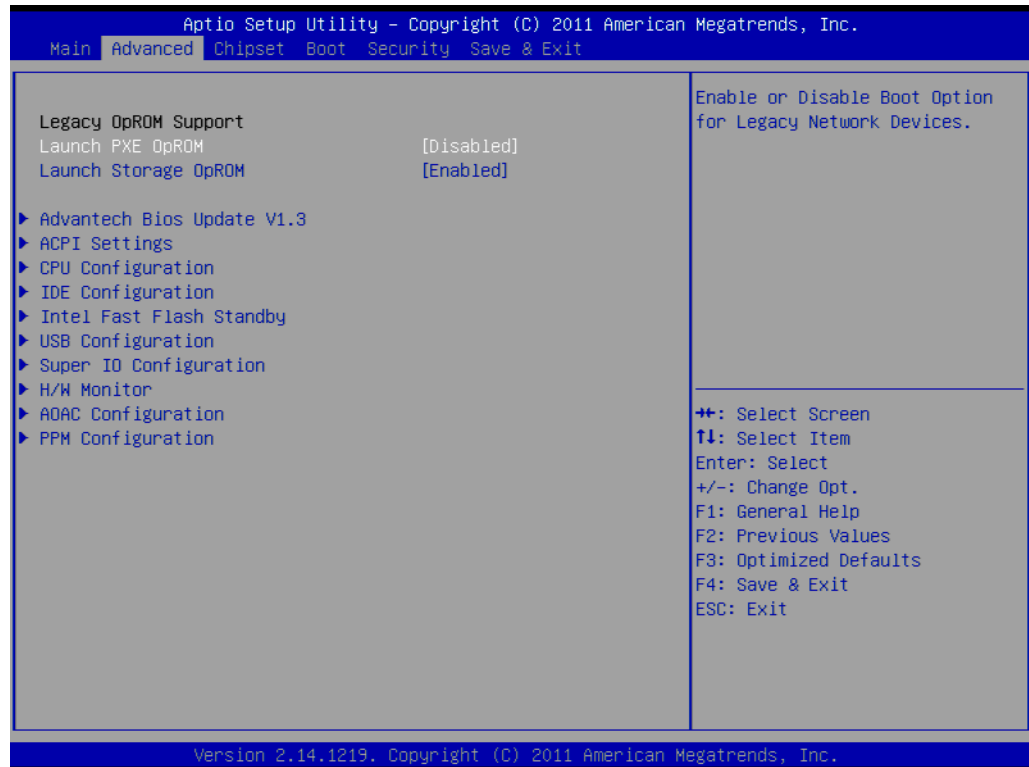 Aptio Setup Utility – Copyright (C) 2011 American Megatrends, Inc.
Main Advanced Chipset Boot Security Save & Exit
Legacy OpROM Support
Launch PXE OpROM [Disabled]
Launch Storage OpROM [Enabled]
Advantech Bios Update V1.3
ACPI Settings
CPU Configuration
IDE Configuration
Intel Fast Flash Standby
USB Configuration
Super IO Configuration
H/W Monitor
AOAC Configuration
PPM Configuration
Enable or Disable Boot Option
for Legacy Network Devices.
→←: Select Screen
↑↓: Select Item
Enter: Select
+/-: Change Opt.
F1: General Help
F2: Previous Values
F3: Optimized Defaults
F4: Save & Exit
ESC: Exit
Version 2.14.1219. Copyright (C) 2011 American Megatrends, Inc.